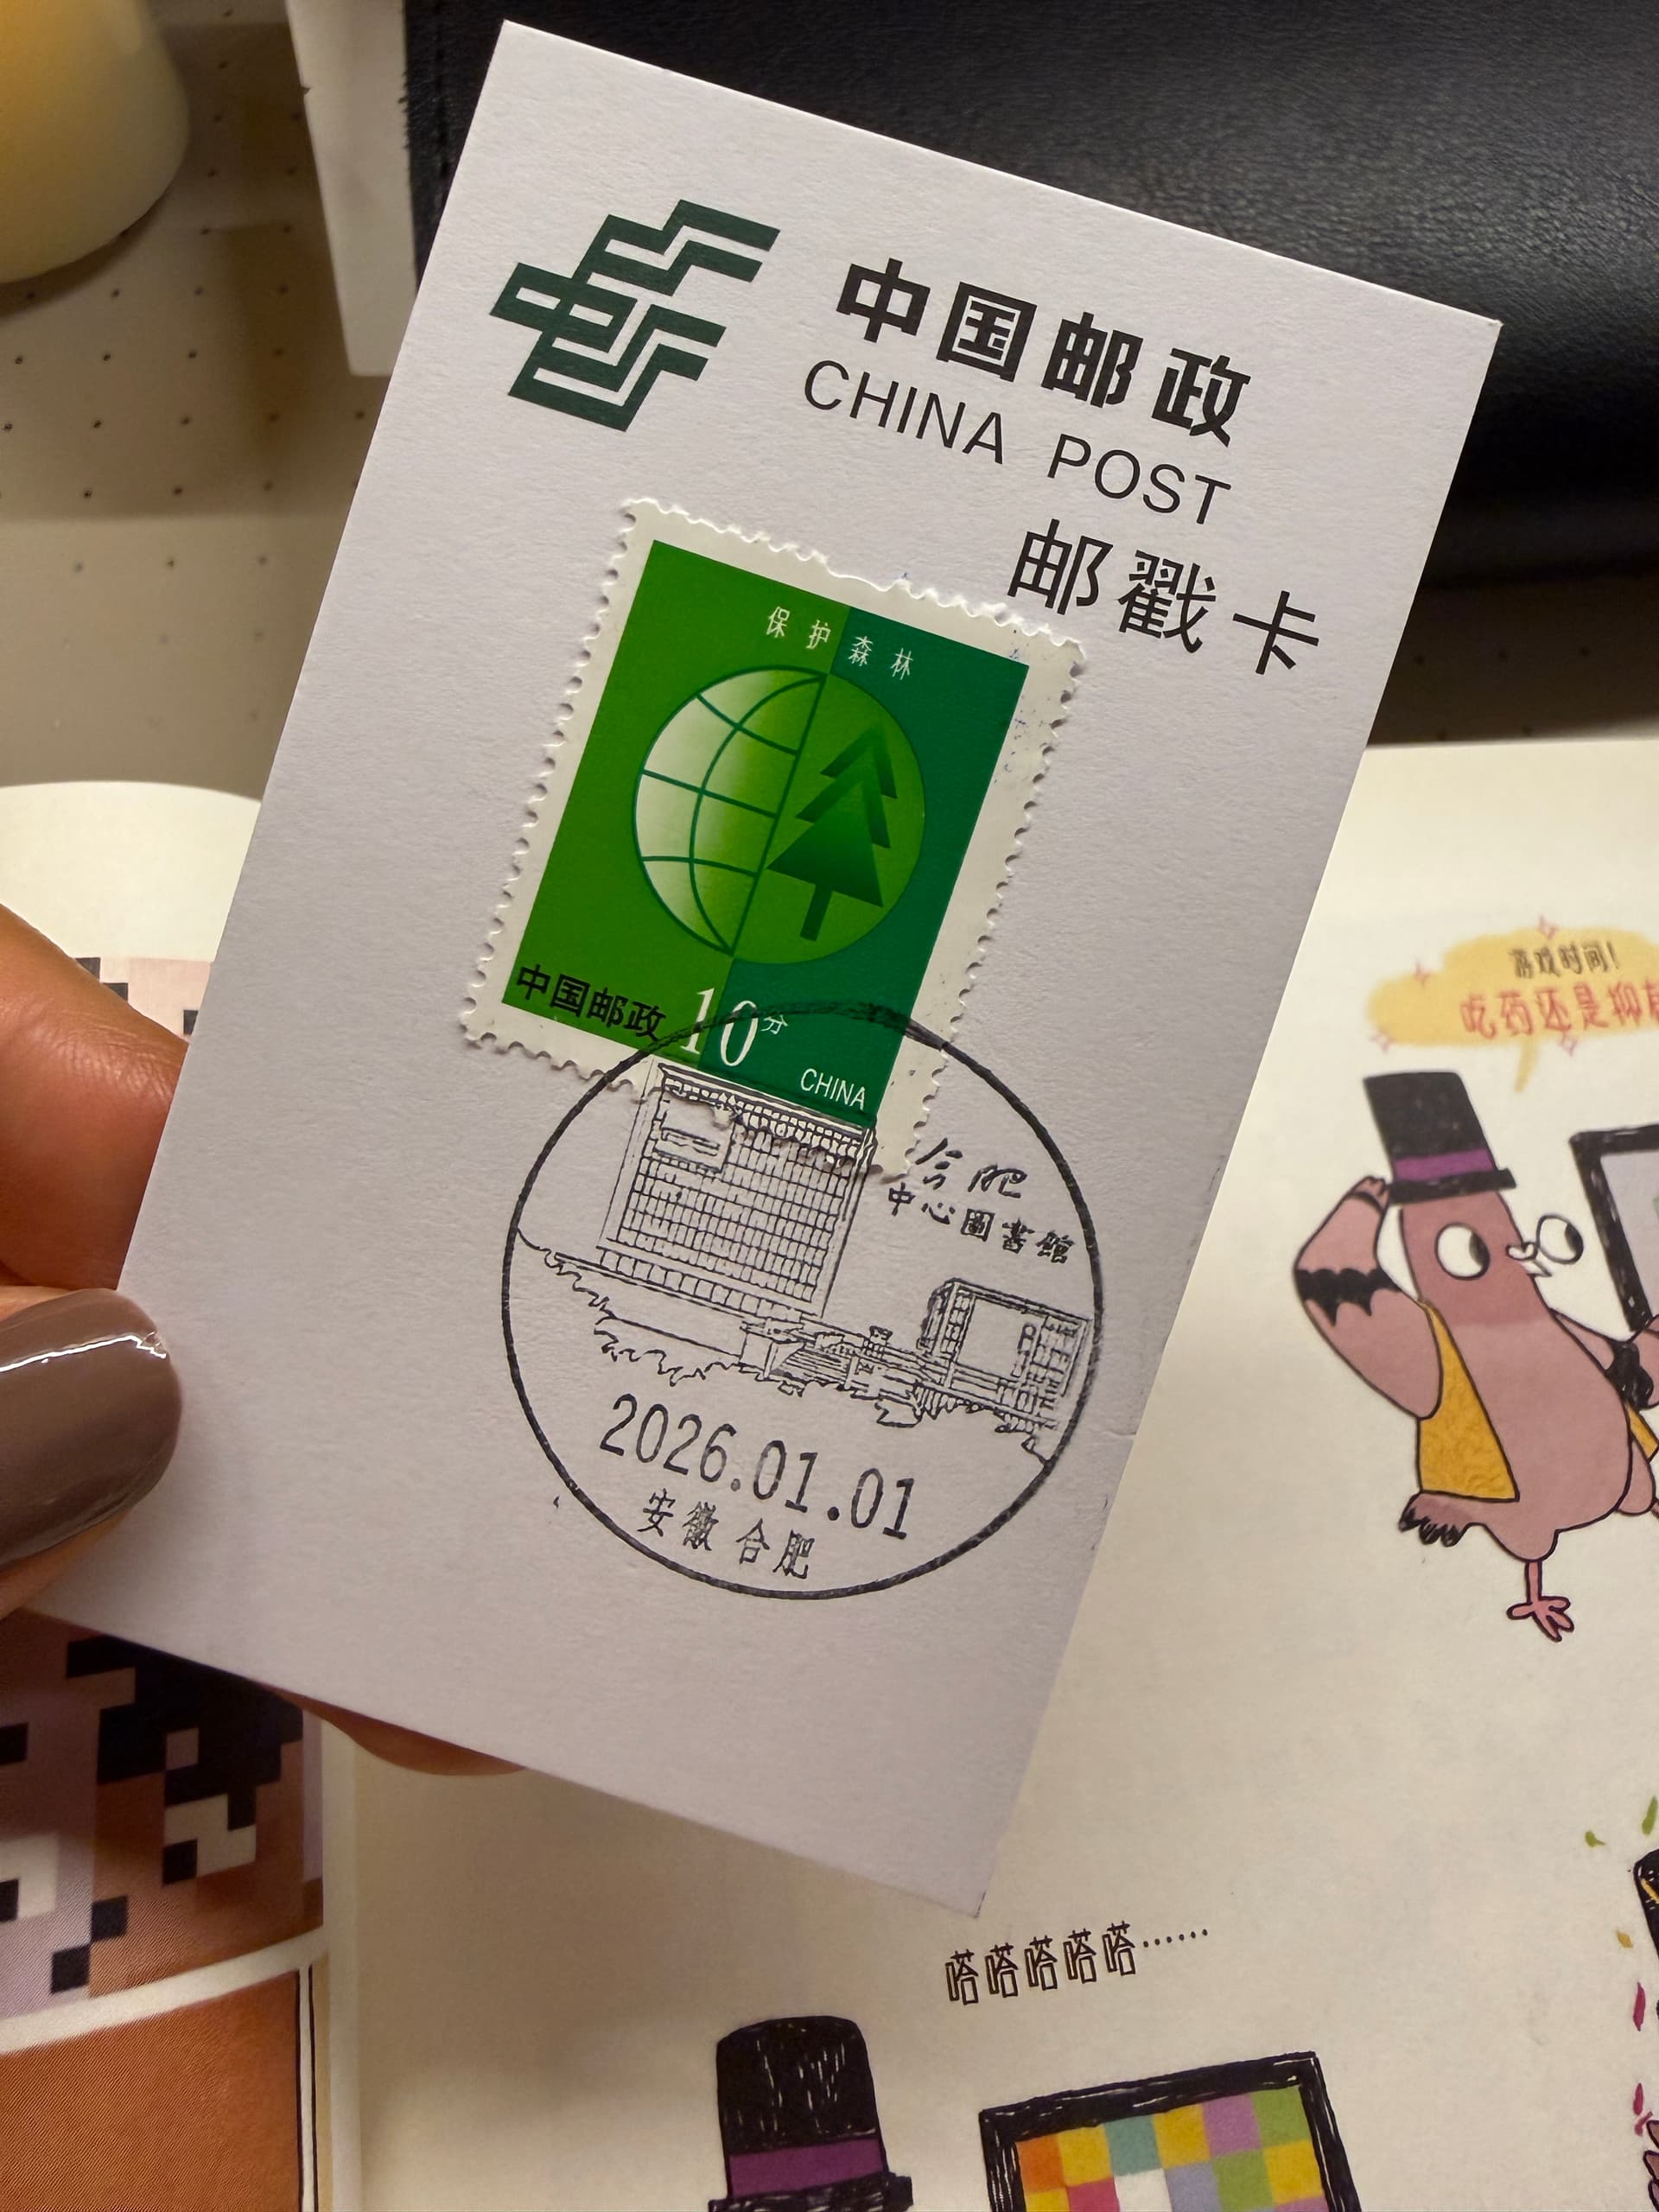 中国邮政
CHINA POST
邮戳卡
保护森林
中国邮政 10分
CHINA
合肥
中心圖書館
2026.01.01
安徽 合肥
游戏时间!
吃药还是抑
嗒嗒嗒嗒嗒……